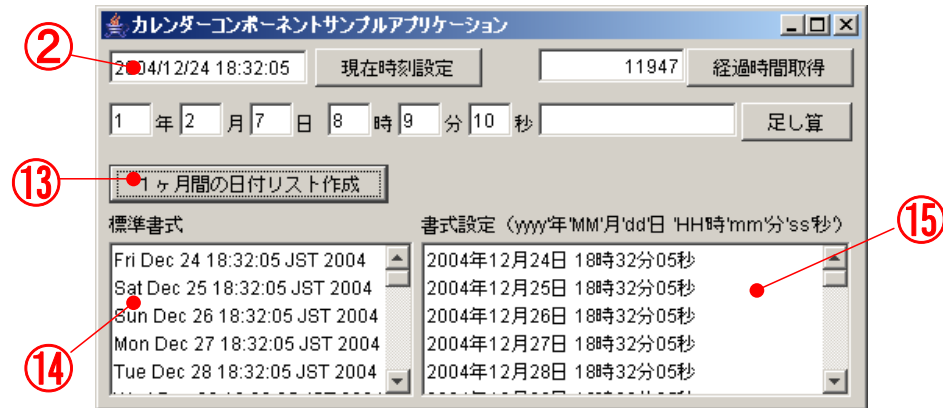 カレンダーコンポーネントサンプルアプリケーション
② 2004/12/24 18:32:05 現在時刻設定 11947 経過時間取得
1 年 2 月 7 日 8 時 9 分 10 秒 足し算
⑬ 1ヶ月間の日付リスト作成
標準書式 書式設定（yyyy'年'MM'月'dd'日 'HH'時'mm'分'ss'秒'） ⑮
Fri Dec 24 18:32:05 JST 2004 2004年12月24日 18時32分05秒
Sat Dec 25 18:32:05 JST 2004 2004年12月25日 18時32分05秒
Sun Dec 26 18:32:05 JST 2004 2004年12月26日 18時32分05秒
Mon Dec 27 18:32:05 JST 2004 2004年12月27日 18時32分05秒
⑭ Tue Dec 28 18:32:05 JST 2004 2004年12月28日 18時32分05秒